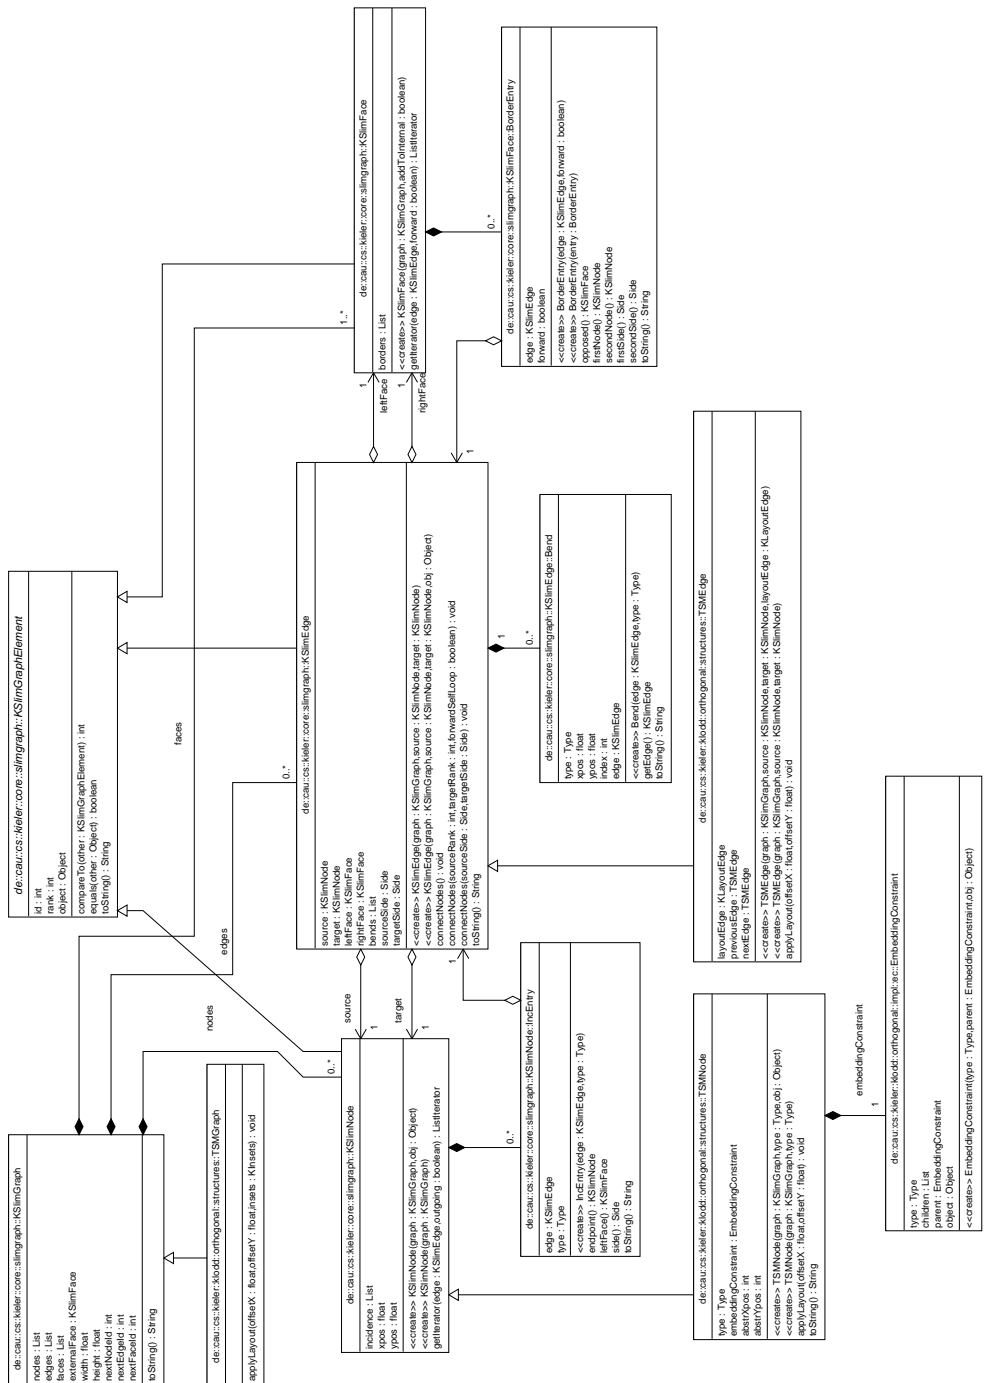 de::cau::cs::kieler::core::slimgraph::KSlimGraph
nodes : List
edges : List
faces : List
externalFace : KSlimFace
width : float
height : float
nextNodeId : int
nextEdgeId : int
nextFaceId : int
toString() : String
de::cau::cs::kieler::klodd::orthogonal::structures::TSMGraph
applyLayout(offsetX : float,offsetY : float,insets : KInsets) : void
de::cau::cs::kieler::core::slimgraph::KSlimGraphElement
id : int
rank : int
object : Object
compareTo(other : KSlimGraphElement) : int
equals(other : Object) : boolean
toString() : String
nodes
edges
faces
0..*
0..*
1..*
de::cau::cs::kieler::core::slimgraph::KSlimNode
incidence : List
xpos : float
ypos : float
<<create>> KSlimNode(graph : KSlimGraph,obj : Object)
<<create>> KSlimNode(graph : KSlimGraph)
getIterator(edge : KSlimEdge,outgoing : boolean) : ListIterator
source
1
target
1
de::cau::cs::kieler::core::slimgraph::KSlimEdge
source : KSlimNode
target : KSlimNode
leftFace : KSlimFace
rightFace : KSlimFace
bends : List
sourceSide : Side
targetSide : Side
<<create>> KSlimEdge(graph : KSlimGraph,source : KSlimNode,target : KSlimNode)
<<create>> KSlimEdge(graph : KSlimGraph,source : KSlimNode,target : KSlimNode,obj : Object)
connectNodes() : void
connectNodes(sourceRank : int,targetRank : int,forwardSelfLoop : boolean) : void
connectNodes(sourceSide : Side,targetSide : Side) : void
toString() : String
leftFace
1
rightFace
1
de::cau::cs::kieler::core::slimgraph::KSlimFace
borders : List
<<create>> KSlimFace(graph : KSlimGraph,addToInternal : boolean)
getIterator(edge : KSlimEdge,forward : boolean) : ListIterator
0..*
de::cau::cs::kieler::core::slimgraph::KSlimNode::IncEntry
edge : KSlimEdge
type : Type
<<create>> IncEntry(edge : KSlimEdge,type : Type)
endpoint() : KSlimNode
leftFace() : KSlimFace
side() : Side
toString() : String
1
1
0..*
de::cau::cs::kieler::core::slimgraph::KSlimEdge::Bend
type : Type
xpos : float
ypos : float
index : int
edge : KSlimEdge
<<create>> Bend(edge : KSlimEdge,type : Type)
getEdge() : KSlimEdge
toString() : String
1
0..*
de::cau::cs::kieler::core::slimgraph::KSlimFace::BorderEntry
edge : KSlimEdge
forward : boolean
<<create>> BorderEntry(edge : KSlimEdge,forward : boolean)
<<create>> BorderEntry(entry : BorderEntry)
opposed() : KSlimFace
firstNode() : KSlimNode
secondNode() : KSlimNode
firstSide() : Side
secondSide() : Side
toString() : String
de::cau::cs::kieler::klodd::orthogonal::structures::TSMNode
type : Type
embeddingConstraint : EmbeddingConstraint
abstrXpos : int
abstrYpos : int
<<create>> TSMNode(graph : KSlimGraph,type : Type,obj : Object)
<<create>> TSMNode(graph : KSlimGraph,type : Type)
applyLayout(offsetX : float,offsetY : float) : void
toString() : String
de::cau::cs::kieler::klodd::orthogonal::structures::TSMEdge
layoutEdge : KLayoutEdge
previousEdge : TSMEdge
nextEdge : TSMEdge
<<create>> TSMEdge(graph : KSlimGraph,source : KSlimNode,target : KSlimNode,layoutEdge : KLayoutEdge)
<<create>> TSMEdge(graph : KSlimGraph,source : KSlimNode,target : KSlimNode)
applyLayout(offsetX : float,offsetY : float) : void
embeddingConstraint
1
de::cau::cs::kieler::klodd::orthogonal::impl::ec::EmbeddingConstraint
type : Type
children : List
parent : EmbeddingConstraint
object : Object
<<create>> EmbeddingConstraint(type : Type,parent : EmbeddingConstraint,obj : Object)